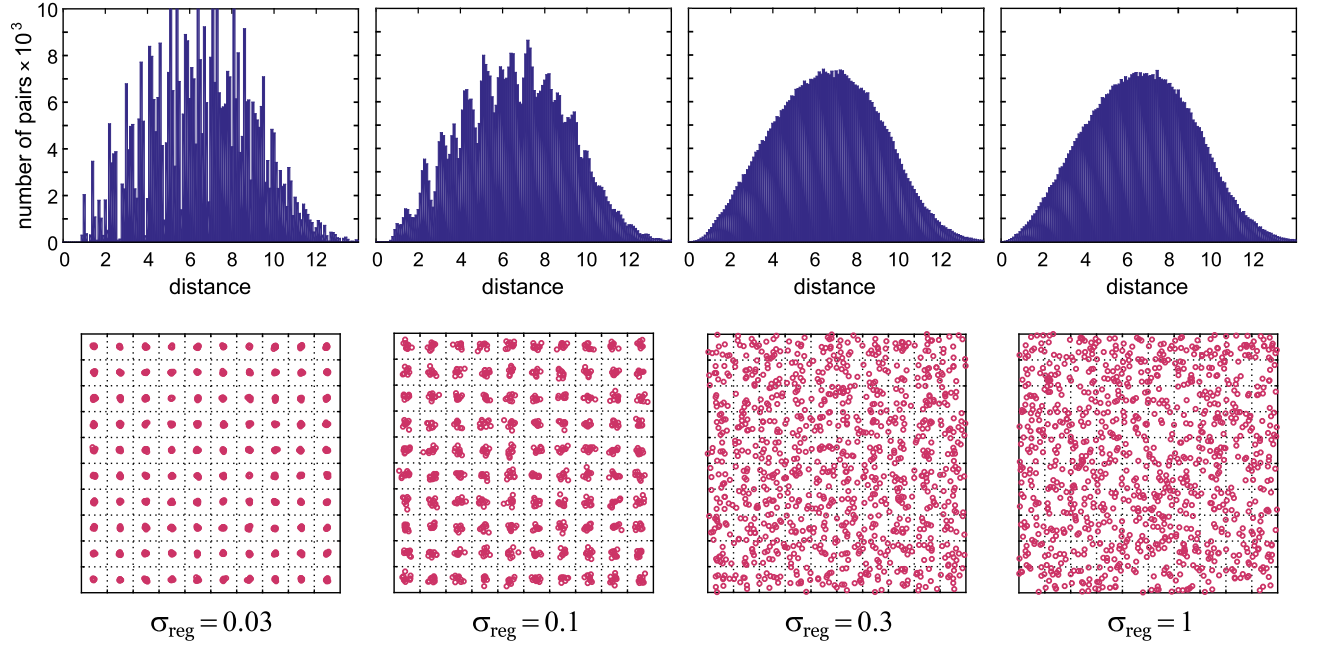 number of pairs × 10³
10
8
6
4
2
0
0 2 4 6 8 10 12
0 2 4 6 8 10 12
0 2 4 6 8 10 12
0 2 4 6 8 10 12
distance distance distance distance
σreg = 0.03 σreg = 0.1 σreg = 0.3 σreg = 1